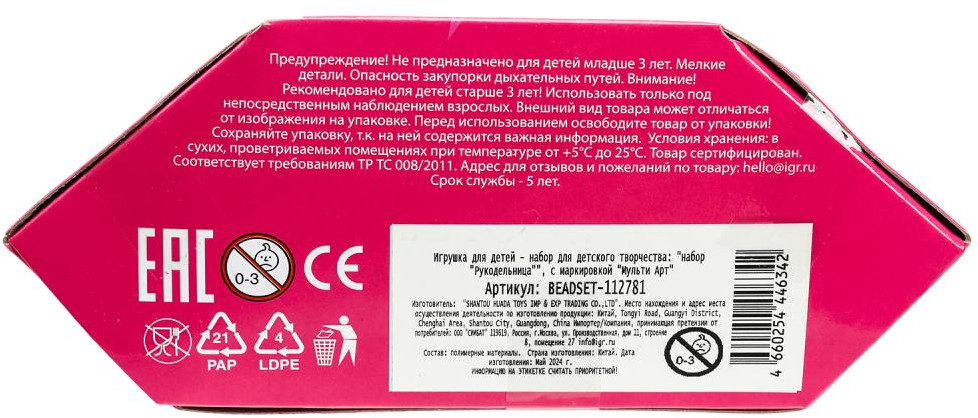 Предупреждение! Не предназначено для детей младше 3 лет. Мелкие
детали. Опасность закупорки дыхательных путей. Внимание!
Рекомендовано для детей старше 3 лет! Использовать только под
непосредственным наблюдением взрослых. Внешний вид товара может отличаться
от изображения на упаковке. Перед использованием освободите товар от упаковки!
Сохраняйте упаковку, т.к. на ней содержится важная информация. Условия хранения: в
сухих, проветриваемых помещениях при температуре от +5°С до 25°С. Товар сертифицирован.
Соответствует требованиям ТР ТС 008/2011. Адрес для отзывов и пожеланий по товару: hello@igr.ru
Срок службы - 5 лет.
EAC
0-3
CE
21
PAP
4
LDPE
Игрушка для детей - набор для детского творчества: "набор
"Рукодельница"", с маркировкой "Мульти Арт"
Артикул: BEADSET-112781
Изготовитель: "SHANTOU HUADA TOYS IMP & EXP TRADING CO.,LTD". Место нахождения и адрес места
осуществления деятельности по изготовлению продукции: Китай, Tongyi Road, Guangyi District,
Chenghai Area, Shantou City, Guangdong, China Импортер/Компания, принимающая претензии от
потребителей: ООО "СИМБАТ" 119619, Россия, г.Москва, ул. Производственная, дом 11, строение
8, помещение 27 info@igr.ru
Состав: полимерные материалы. Страна изготовления: Китай. Дата
изготовления: Май 2024 г.
ИНФОРМАЦИЮ НА ЭТИКЕТКЕ СЧИТАТЬ ПРИОРИТЕТНОЙ!
0-3
4 660254 446342